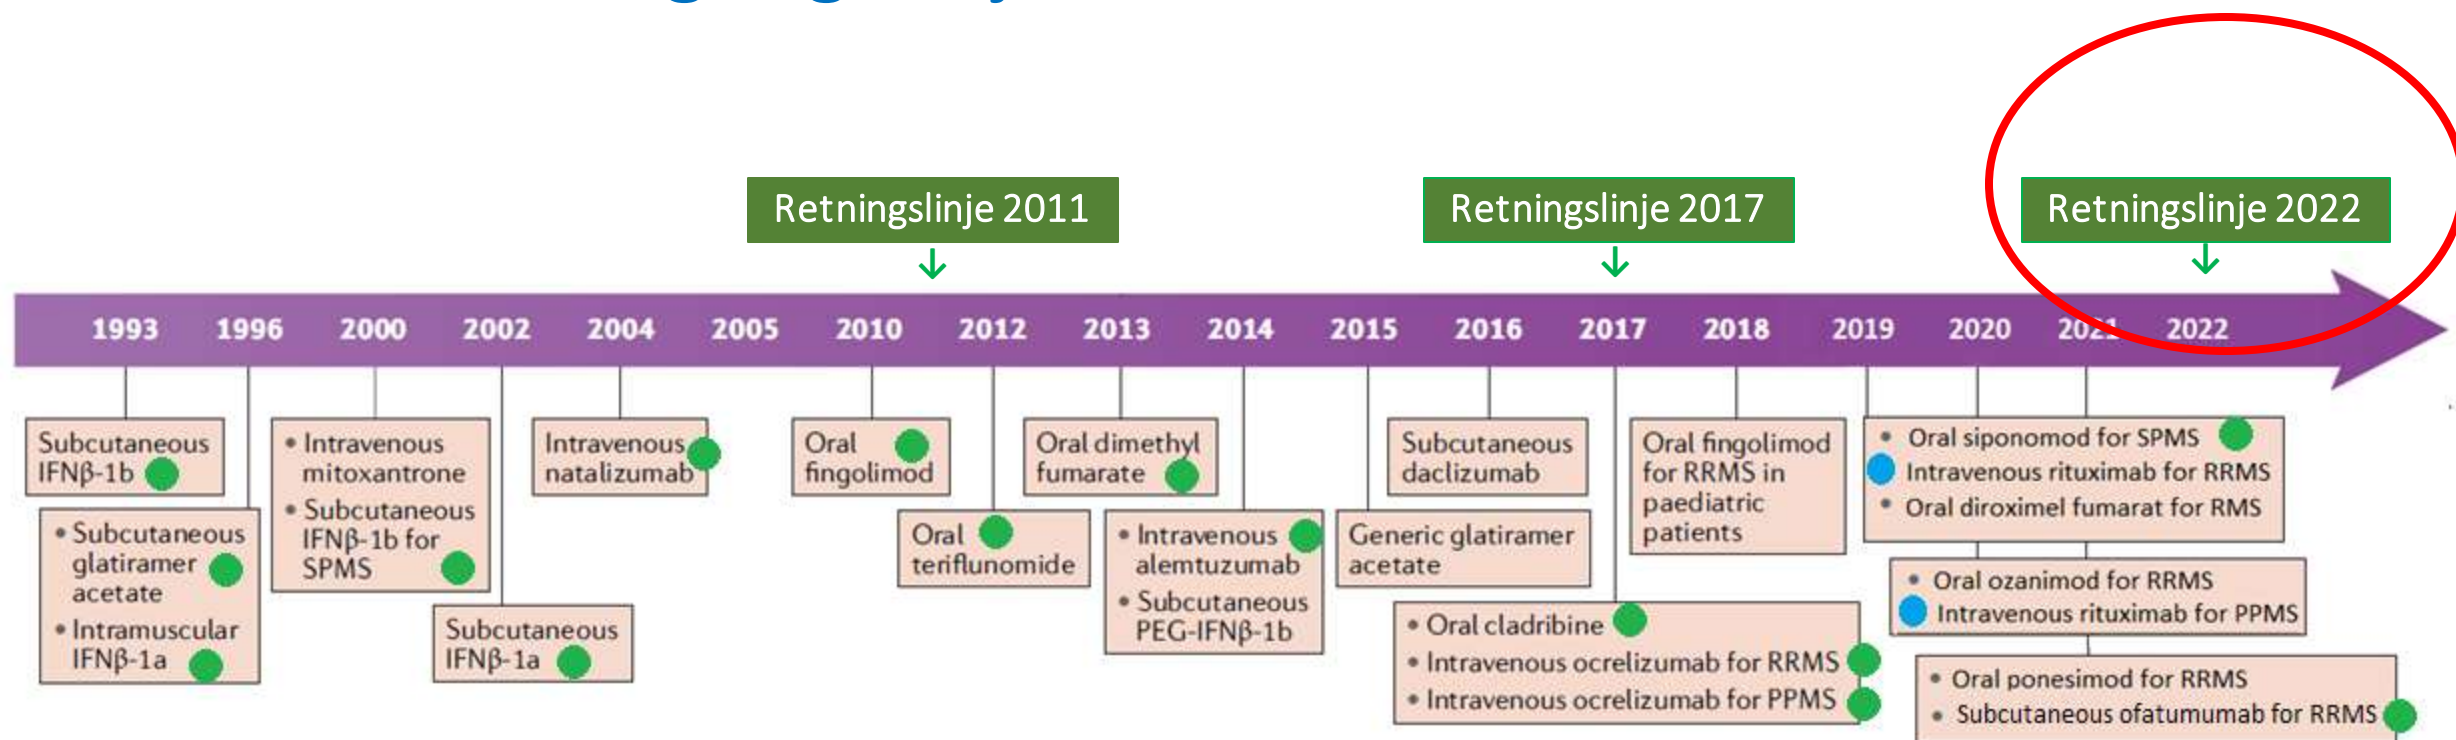 Retningslinje 2011
Retningslinje 2017
Retningslinje 2022
1993 1996 2000 2002 2004 2005 2010 2012 2013 2014 2015 2016 2017 2018 2019 2020 2021 2022
Subcutaneous
IFNβ-1b
• Subcutaneous
glatiramer
acetate
• Intramuscular
IFNβ-1a
• Intravenous
mitoxantrone
• Subcutaneous
IFNβ-1b for
SPMS
Subcutaneous
IFNβ-1a
Intravenous
natalizumab
Oral
fingolimod
Oral
teriflunomide
Oral dimethyl
fumarate
• Intravenous
alemtuzumab
• Subcutaneous
PEG-IFNβ-1b
Generic glatiramer
acetate
Subcutaneous
daclizumab
• Oral cladribine
• Intravenous ocrelizumab for RRMS
• Intravenous ocrelizumab for PPMS
Oral fingolimod
for RRMS in
paediatric
patients
• Oral siponomod for SPMS
Intravenous rituximab for RRMS
• Oral diroximel fumarat for RMS
• Oral ozanimod for RRMS
Intravenous rituximab for PPMS
• Oral ponesimod for RRMS
• Subcutaneous ofatumumab for RRMS